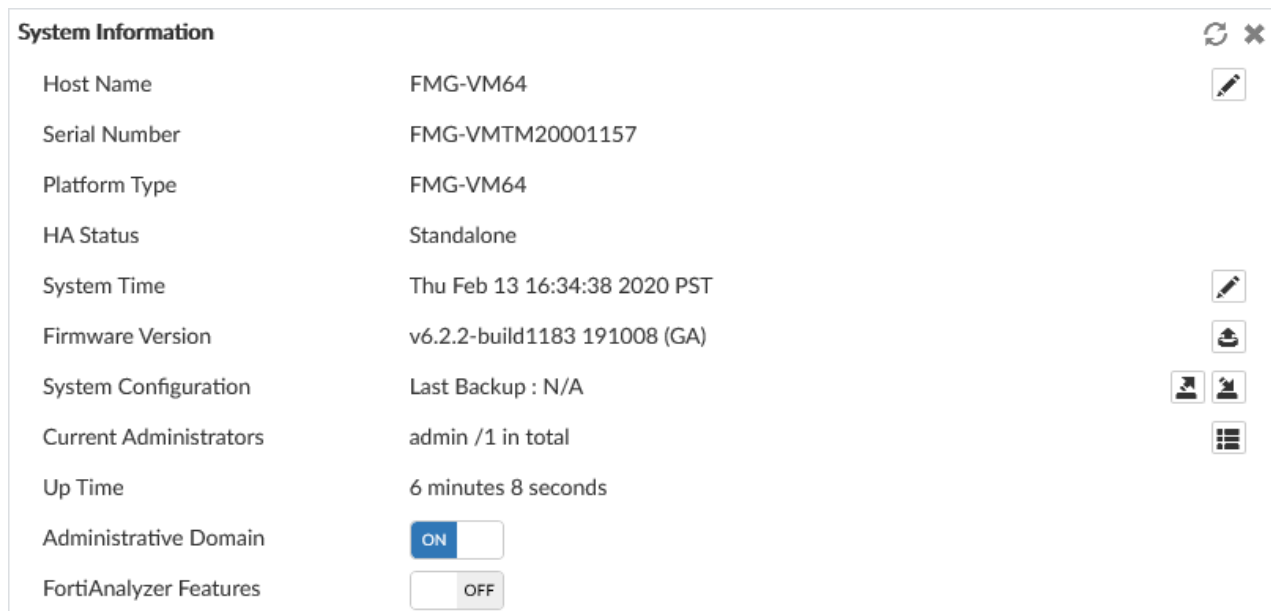 System Information
Host Name FMG-VM64
Serial Number FMG-VMTM20001157
Platform Type FMG-VM64
HA Status Standalone
System Time Thu Feb 13 16:34:38 2020 PST
Firmware Version v6.2.2-build1183 191008 (GA)
System Configuration Last Backup : N/A
Current Administrators admin /1 in total
Up Time 6 minutes 8 seconds
Administrative Domain ON
FortiAnalyzer Features OFF